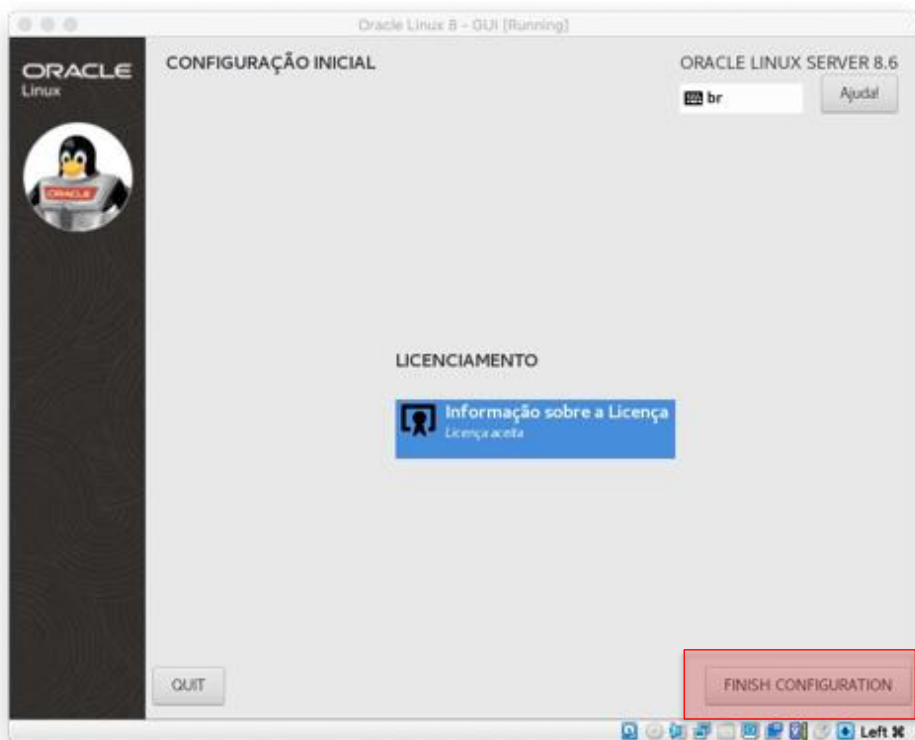 Oracle Linux 8 - GUI [Running]
ORACLE
Linux
CONFIGURAÇÃO INICIAL
ORACLE LINUX SERVER 8.6
br
Ajuda!
ORACLE
LICENCIAMENTO
Informação sobre a Licença
Licença aceita
QUIT
FINISH CONFIGURATION
Left ⌘